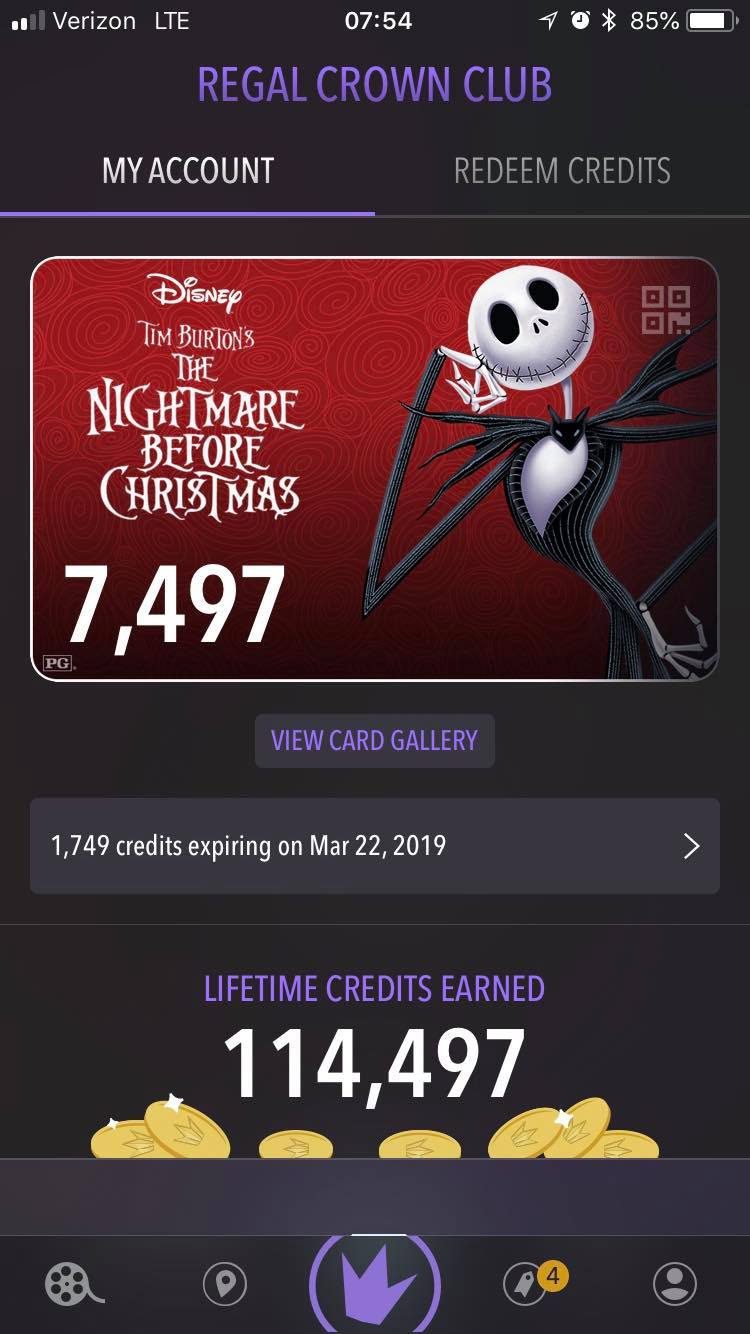 Verizon LTE 07:54 85%
REGAL CROWN CLUB
MY ACCOUNT REDEEM CREDITS
Disney
TIM BURTON'S
THE
NIGHTMARE
BEFORE
CHRISTMAS
7,497
PG
VIEW CARD GALLERY
1,749 credits expiring on Mar 22, 2019
LIFETIME CREDITS EARNED
114,497
4